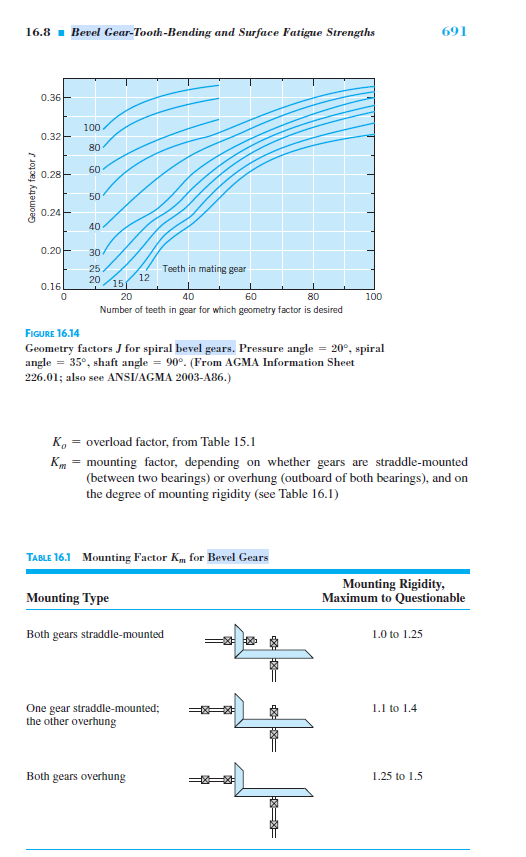 16.8 ■ Bevel Gear-Tooth-Bending and Surface Fatigue Strengths 691
0.36
0.32
0.28
0.24
0.20
0.16
Geometry factor J
100
80
60
50
40
30
25
20
15
12
Teeth in mating gear
0 20 40 60 80 100
Number of teeth in gear for which geometry factor is desired
FIGURE 16.14
Geometry factors J for spiral bevel gears. Pressure angle = 20°, spiral
angle = 35°, shaft angle = 90°. (From AGMA Information Sheet
226.01; also see ANSI/AGMA 2003-A86.)
Ko = overload factor, from Table 15.1
Km = mounting factor, depending on whether gears are straddle-mounted
(between two bearings) or overhung (outboard of both bearings), and on
the degree of mounting rigidity (see Table 16.1)
TABLE 16.1 Mounting Factor Km for Bevel Gears
Mounting Type
Mounting Rigidity,
Maximum to Questionable
Both gears straddle-mounted 1.0 to 1.25
One gear straddle-mounted; 1.1 to 1.4
the other overhung
Both gears overhung 1.25 to 1.5